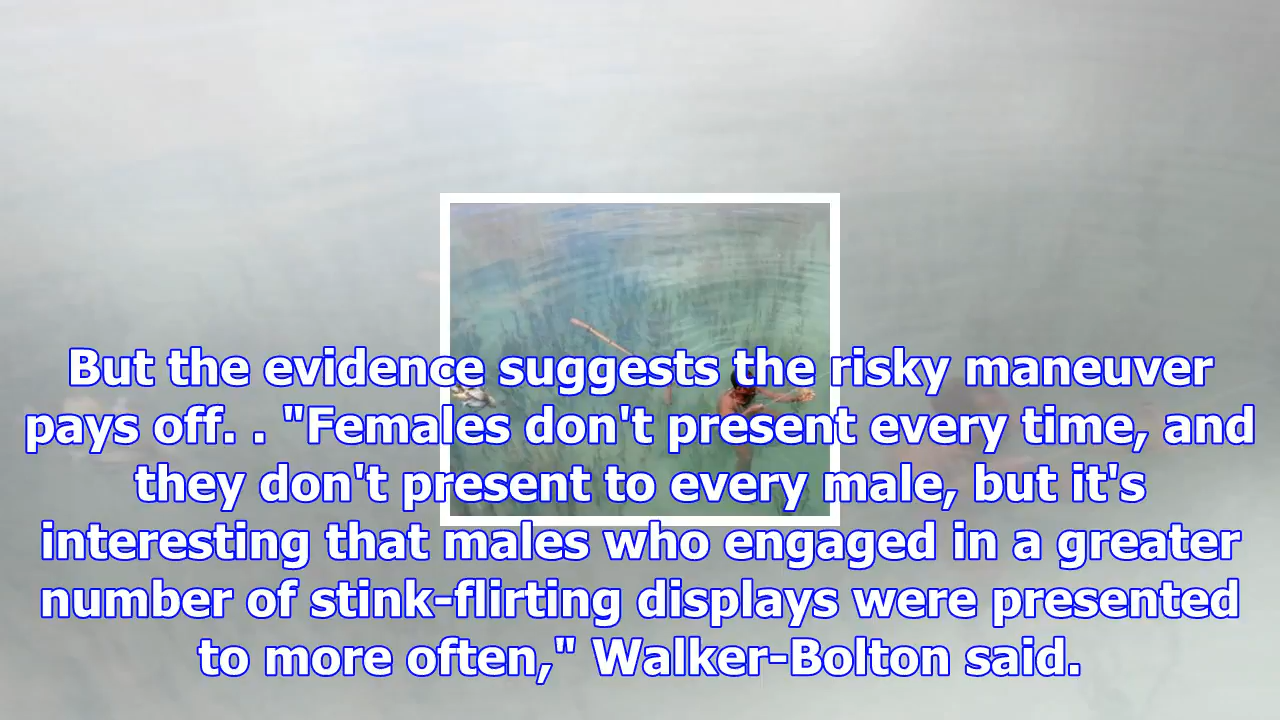 But the evidence suggests the risky maneuver
pays off. . "Females don't present every time, and
they don't present to every male, but it's
interesting that males who engaged in a greater
number of stink-flirting displays were presented
to more often," Walker-Bolton said.